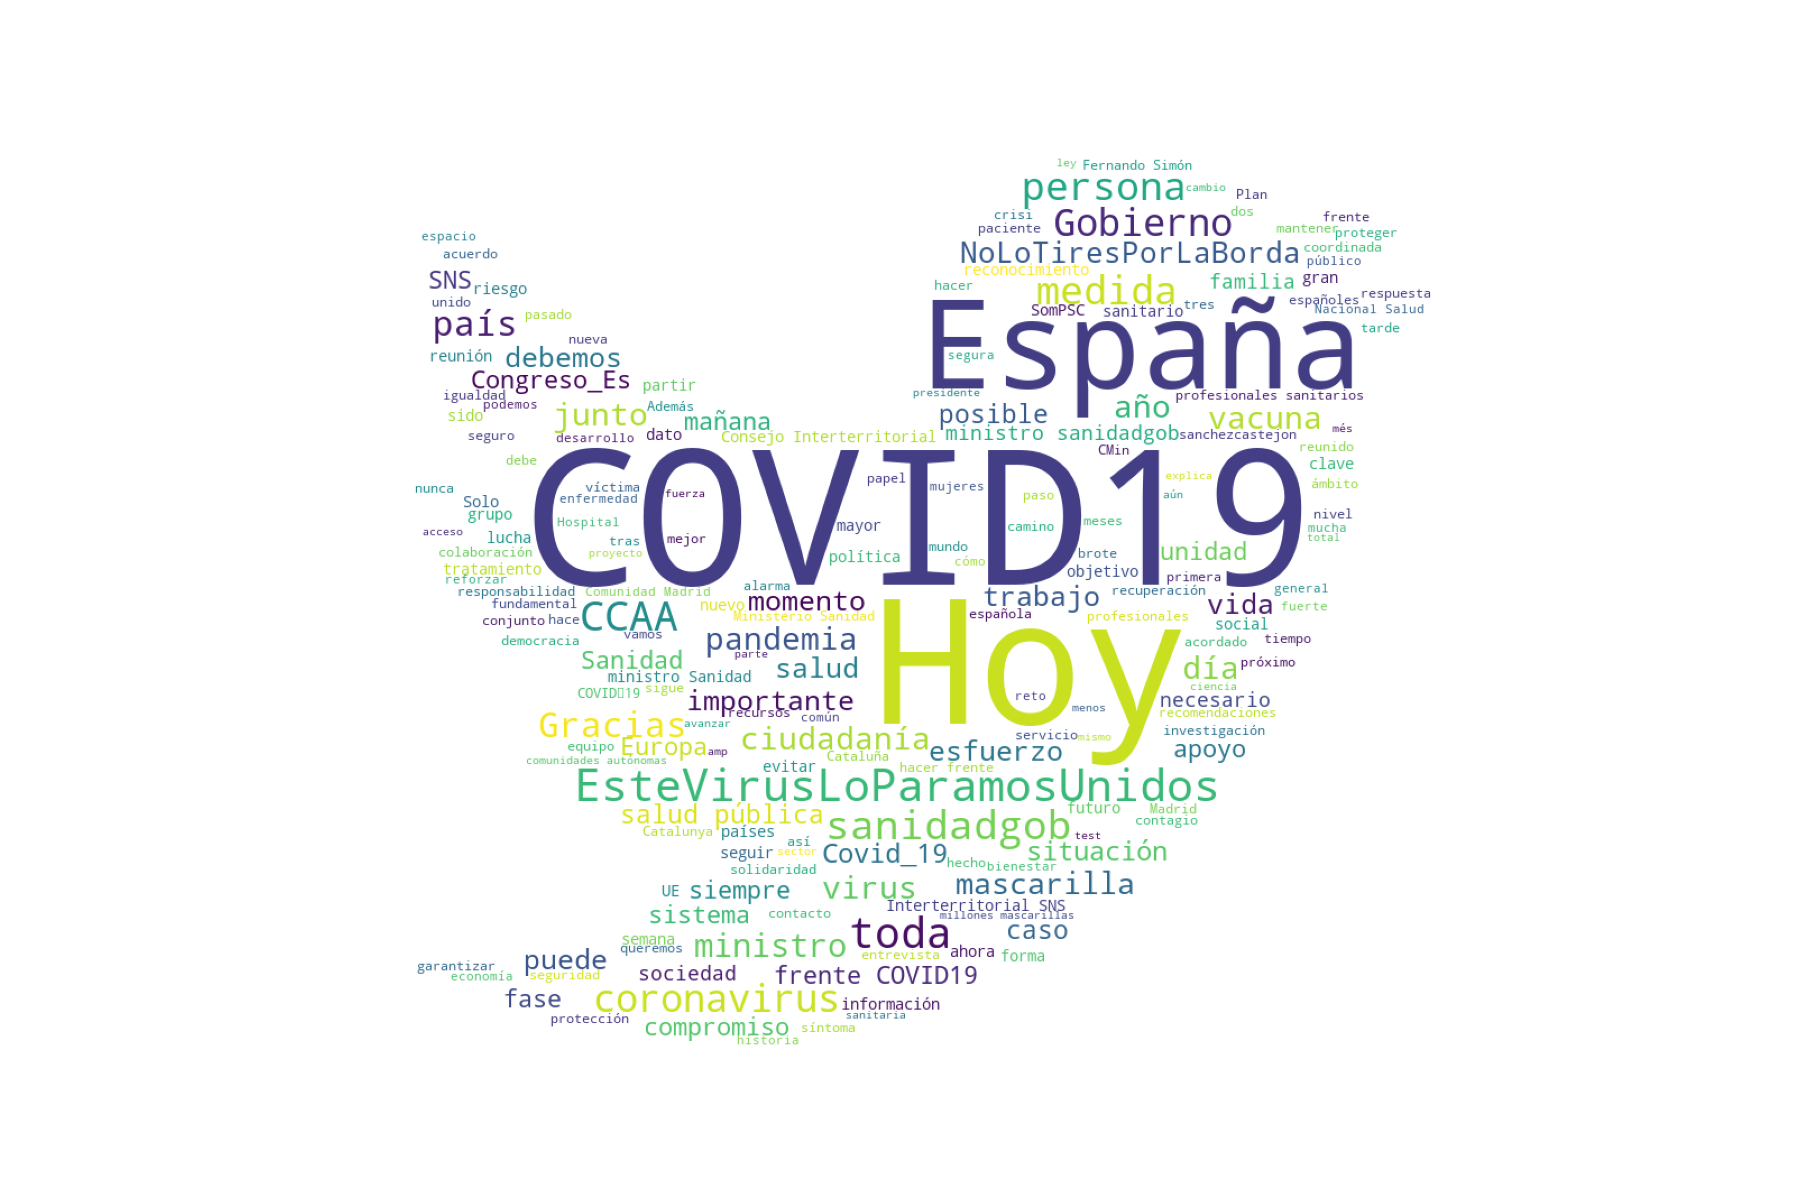 ley Fernando Simón
persona cambio
Plan
crisi Gobierno dos frente
paciente mantener proteger
espacio
acuerdo NoLoTiresPorLaBorda coordinada
público
reconocimiento familia gran
SNS riesgo hacer medida
unido SomPSC sanitario tres españoles respuesta
Nacional Salud
país pasado España tarde
nueva
reunión debemos segura
Congreso_Es partir
igualdad presidente profesionales sanitarios
podemos Además
sido junto mañana posible año vacuna
seguro desarrollo dato Consejo Interterritorial ministro sanidadgob sanchezcastejon més
CMin reunido
debe clave
COVID19
nunca víctima fuerza papel mujeres explica ámbito
Solo enfermedad paso aún
grupo Hospital mayor camino meses nivel
acceso mucha
lucha tras mejor total
colaboración proyecto política mundo cómo brote unidad
tratamiento objetivo primera
reforzar
responsabilidad Comunidad Madrid alarma trabajo recuperación general
fundamental nuevo momento vida fuerte
conjunto hace CCAA Ministerio Sanidad española profesionales social
democracia vamos pandemia Hoy acordado tiempo
Sanidad parte salud día próximo
ministro Sanidad
COVID19 sigue importante reto menos ciencia necesario
recursos común recomendaciones
Gracias avanzar ciudadanía servicio mismo investigación
equipo Europa amp Cataluña esfuerzo apoyo
comunidades autónomas evitar hacer frente
EsteVirusLoParamosUnidos
salud pública futuro Madrid
Catalunya países sanidadgob test contagio
así
seguir sector Covid_19 hecho situación
solidaridad bienestar
UE siempre virus mascarilla
Interterritorial SNS
sistema contacto millones mascarillas
semana ministro toda caso
queremos ahora
puede entrevista forma
garantizar economía seguridad sociedad frente COVID19
fase coronavirus información
protección compromiso síntoma sanitaria
historia